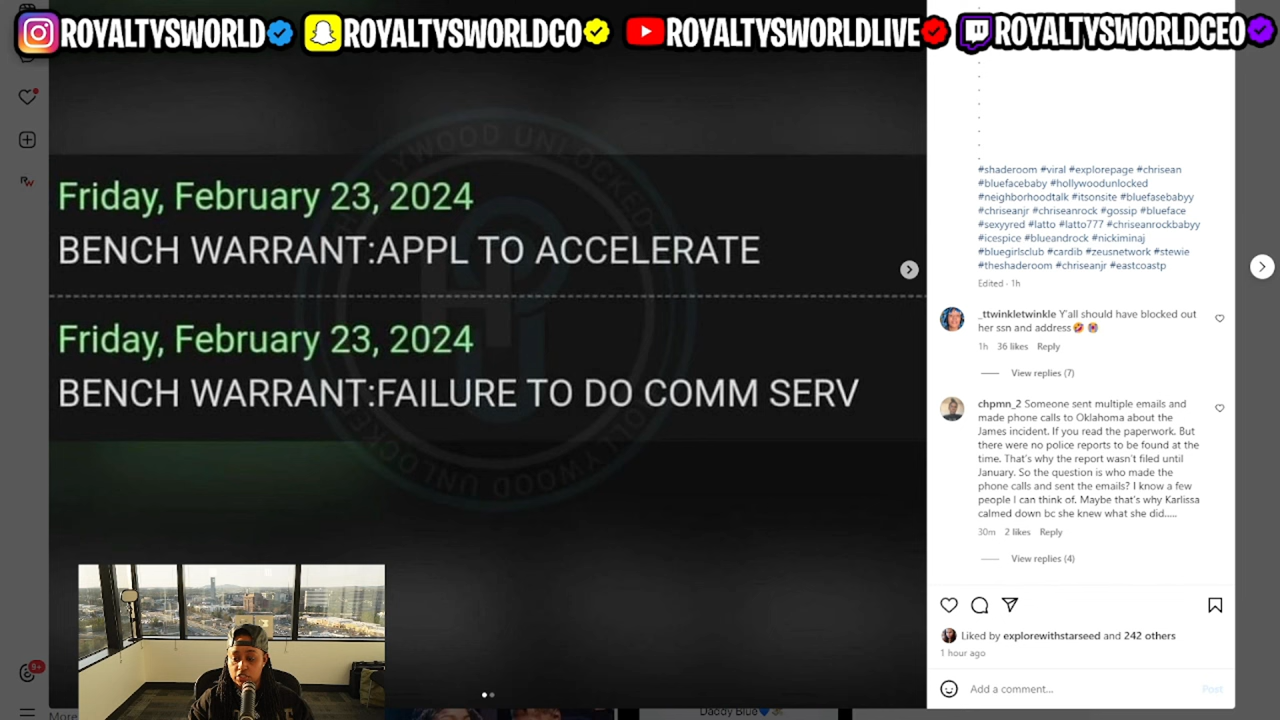 ROYALTYSWORLD ROYALTYSWORLDCO ROYALTYSWORLDLIVE ROYALTYSWORLDCEO
Friday, February 23, 2024
BENCH WARRANT:APPL TO ACCELERATE
Friday, February 23, 2024
BENCH WARRANT:FAILURE TO DO COMM SERV
#shaderoom #viral #explorepage #chrisean
#bluefacebaby #hollywoodunlocked
#neighborhoodtalk #itsonsite #bluefasebabyy
#chriseanjr #chriseanrock #gossip #blueface
#sexyyred #latto #latto777 #chriseanrockbabyy
#icespice #blueandrock #nickiminaj
#bluegirlsclub #cardib #zeusnetwork #stewie
#theshaderoom #chriseanjr #eastcoastp
Edited · 1h
_ttwinkletwinkle Y'all should have blocked out
her ssn and address
1h 36 likes Reply
View replies (7)
chpmn_2 Someone sent multiple emails and
made phone calls to Oklahoma about the
James incident. If you read the paperwork. But
there were no police reports to be found at the
time. That's why the report wasn't filed until
January. So the question is who made the
phone calls and sent the emails? I know a few
people I can think of. Maybe that's why Karlissa
calmed down bc she knew what she did.....
30m 2 likes Reply
View replies (4)
Liked by explorewithstarseed and 242 others
1 hour ago
Add a comment... Post
9+
More
Daddy Blue